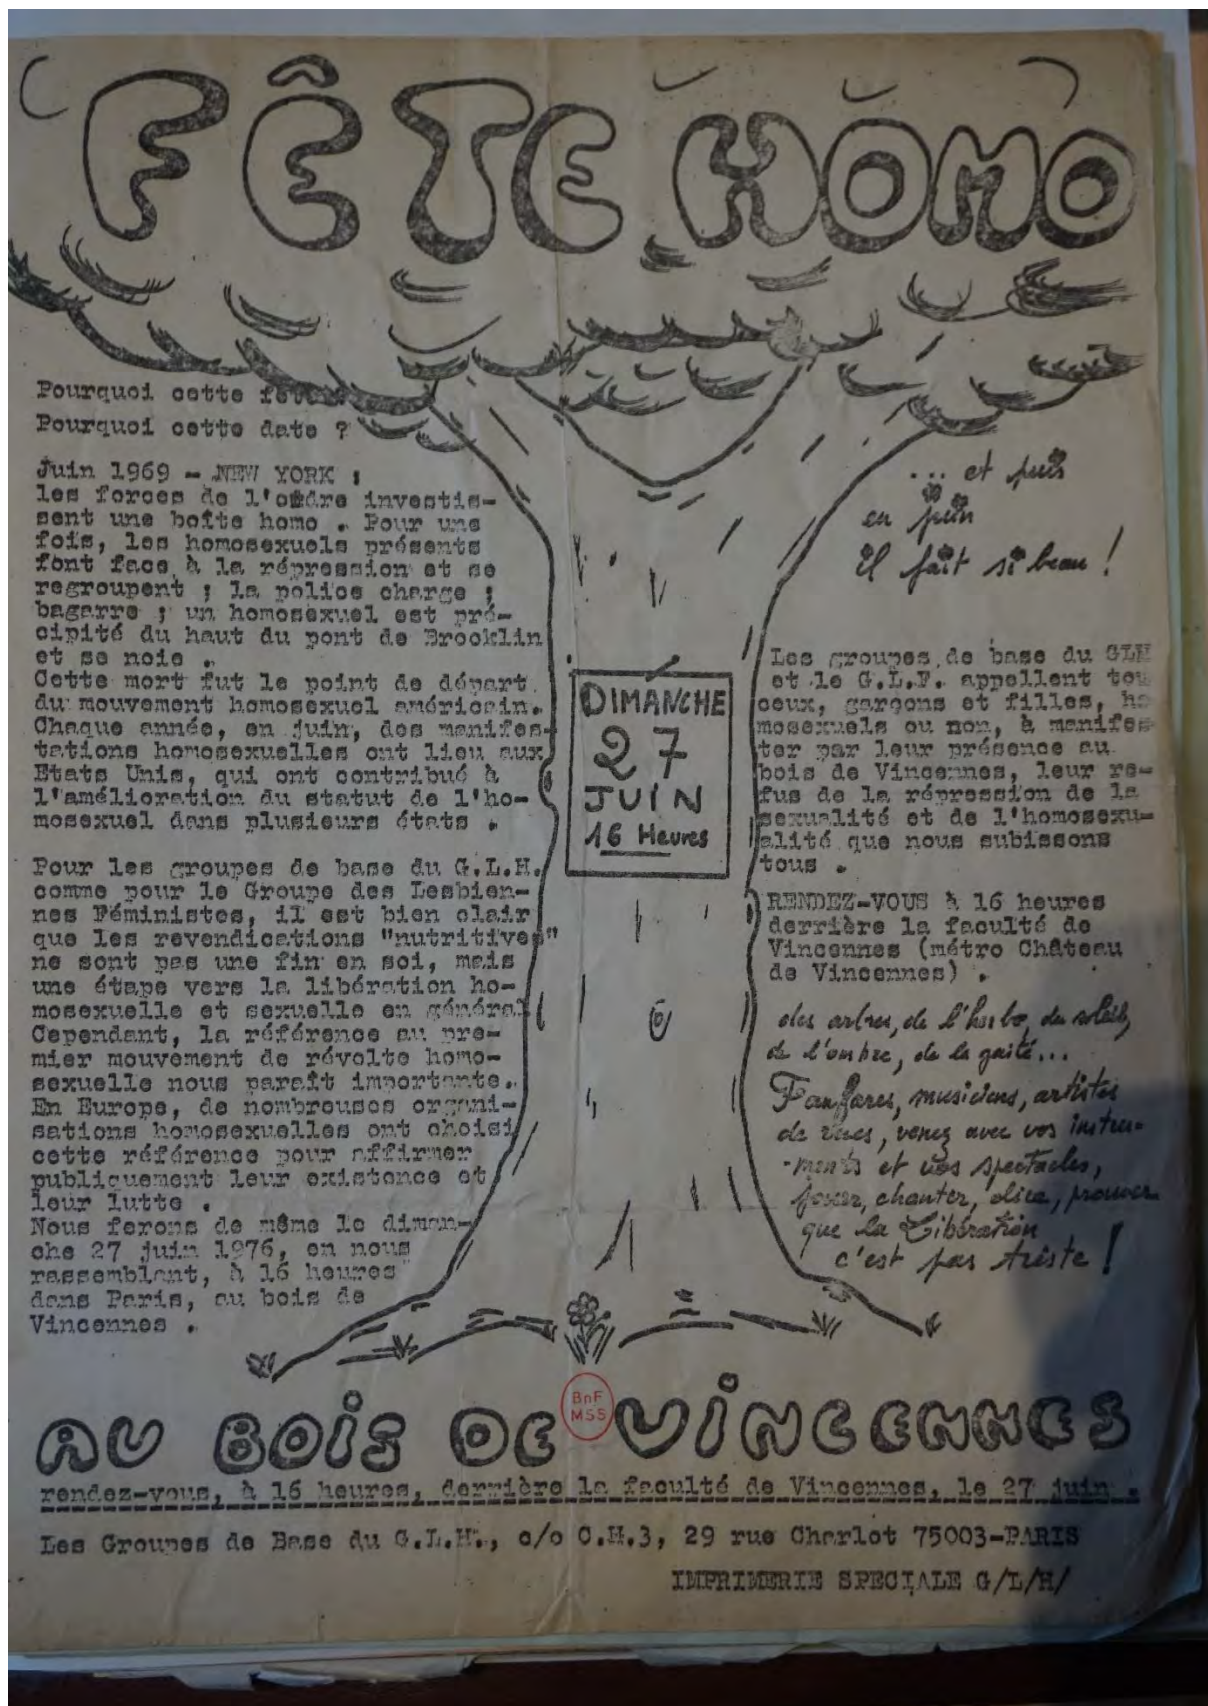 FÊTE HOMO
Pourquoi cette
Pourquoi cette date ?
Juin 1969 - NEW YORK :
les forces de l'ordre investis-
sent une boîte homo . Pour une
fois, les homosexuels présents
font face à la répression et se
regroupent ; la police charge ;
bagarre ; un homosexuel est pré-
cipité du haut du pont de Brocklin
et se noie .
Cette mort fut le point de départ
du mouvement homosexuel américain.
Chaque année, en juin, des manifes-
tations homosexuelles ont lieu aux
Etats Unis, qui ont contribué à
l'amélioration du statut de l'ho-
mosexuel dans plusieurs états .
Pour les groupes de base du G.L.H.
comme pour le Groupe des Lesbien-
nes Féministes, il est bien clair
que les revendications "nutritives"
ne sont pas une fin en soi, mais
une étape vers la libération ho-
mosexuelle et sexuelle en général
Cependant, la référence au pre-
mier mouvement de révolte homo-
sexuelle nous paraît importante.
En Europe, de nombreuses organi-
sations homosexuelles ont choisi
cette référence pour affirmer
publiquement leur existence et
leur lutte .
Nous ferons de même le diman-
che 27 juin 1976, en nous
rassemblant, à 16 heures
dans Paris, au bois de
Vincennes .
DIMANCHE
27
JUIN
16 Heures
... et puis
en juin
il fait si beau !
Les groupes de base du GLH
et le G.L.F. appellent tou
ceux, garçons et filles, ho
mosexuels ou non, à manifes-
ter par leur présence au
bois de Vincennes, leur re-
fus de la répression de la
sexualité et de l'homosexu-
alité que nous subissons
tous .
RENDEZ-VOUS à 16 heures
derrière la faculté de
Vincennes (métro Château
de Vincennes) .
des arbres, de l'herbe, du soleil,
de l'ombre, de la gaité...
Fanfares, musiciens, artistes
de rues, venez avec vos instru-
-ments et vos spectacles,
jouer, chanter, dire, prouver
que la Libération
c'est pas triste !
BnF
MSS
AU BOIS DE VINCENNES
rendez-vous, à 16 heures, derrière la faculté de Vincennes, le 27 juin .
Les Groupes de Base du G.L.H., c/o C.H.3, 29 rue Charlot 75003-PARIS
IMPRIMERIE SPECIALE G/L/H/